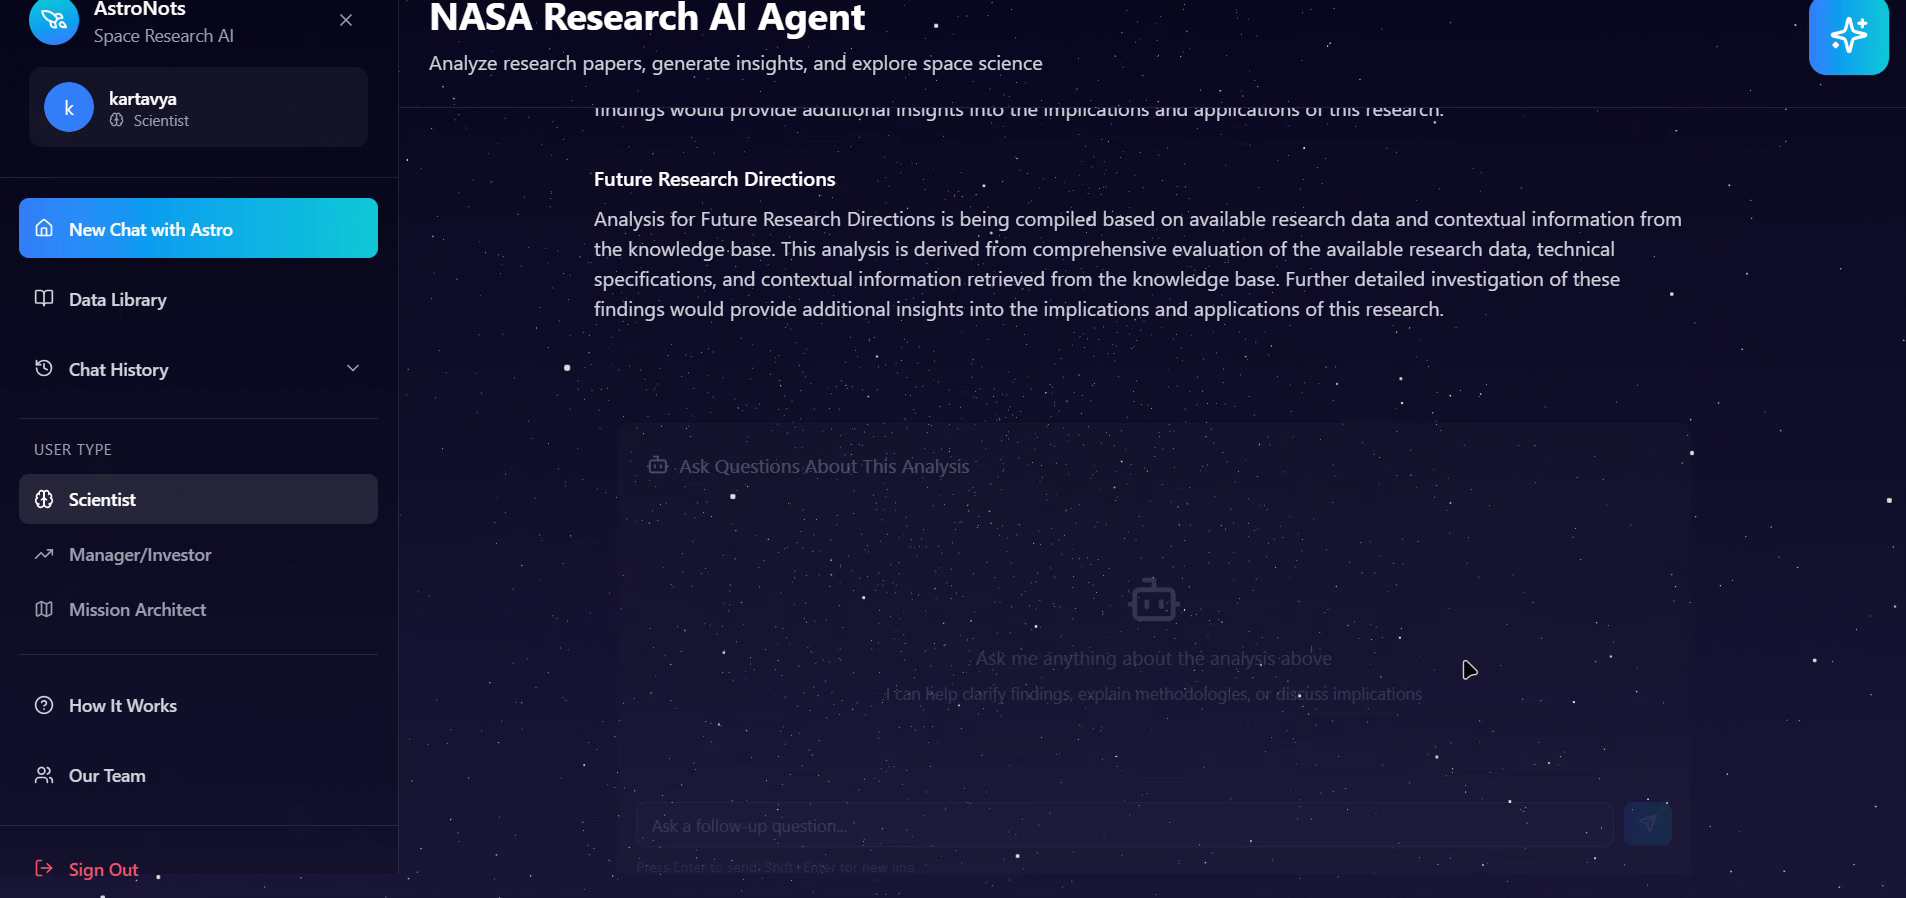 AstroNots
Space Research AI
k
kartavya
Scientist
New Chat with Astro
Data Library
Chat History
USER TYPE
Scientist
Manager/Investor
Mission Architect
How It Works
Our Team
Sign Out
NASA Research AI Agent
Analyze research papers, generate insights, and explore space science
findings would provide additional insights into the implications and applications of this research.
Future Research Directions
Analysis for Future Research Directions is being compiled based on available research data and contextual information from
the knowledge base. This analysis is derived from comprehensive evaluation of the available research data, technical
specifications, and contextual information retrieved from the knowledge base. Further detailed investigation of these
findings would provide additional insights into the implications and applications of this research.
Ask Questions About This Analysis
Ask me anything about the analysis above
I can help clarify findings, explain methodologies, or discuss implications
Ask a follow-up question...
Press Enter to send, Shift+Enter for new line